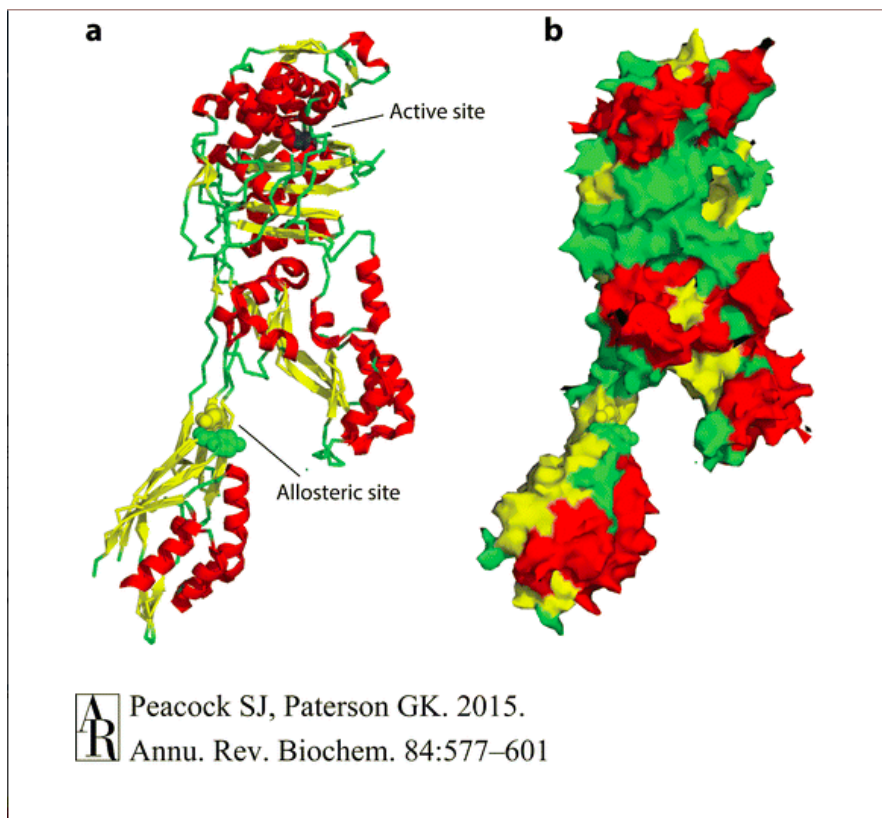 a
b
Active site
Allosteric site
AR
Peacock SJ, Paterson GK. 2015.
Annu. Rev. Biochem. 84:577–601